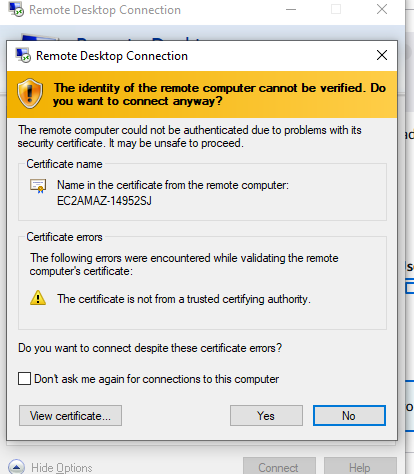 Remote Desktop Connection
Remote Desktop Connection
The identity of the remote computer cannot be verified. Do
you want to connect anyway?
The remote computer could not be authenticated due to problems with its
security certificate. It may be unsafe to proceed.
Certificate name
Name in the certificate from the remote computer:
EC2AMAZ-14952SJ
Certificate errors
The following errors were encountered while validating the remote
computer's certificate:
The certificate is not from a trusted certifying authority.
Do you want to connect despite these certificate errors?
Don't ask me again for connections to this computer
View certificate...
Yes
No
Hide Options
Connect
Help